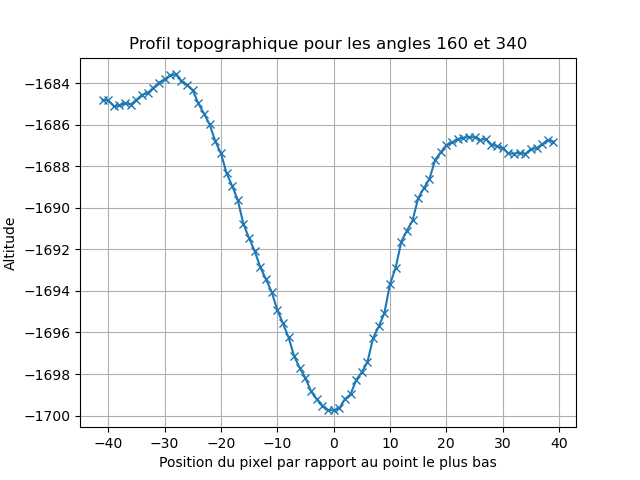 Profil topographique pour les angles 160 et 340
Altitude
−1684
−1686
−1688
−1690
−1692
−1694
−1696
−1698
−1700
−40 −30 −20 −10 0 10 20 30 40
Position du pixel par rapport au point le plus bas